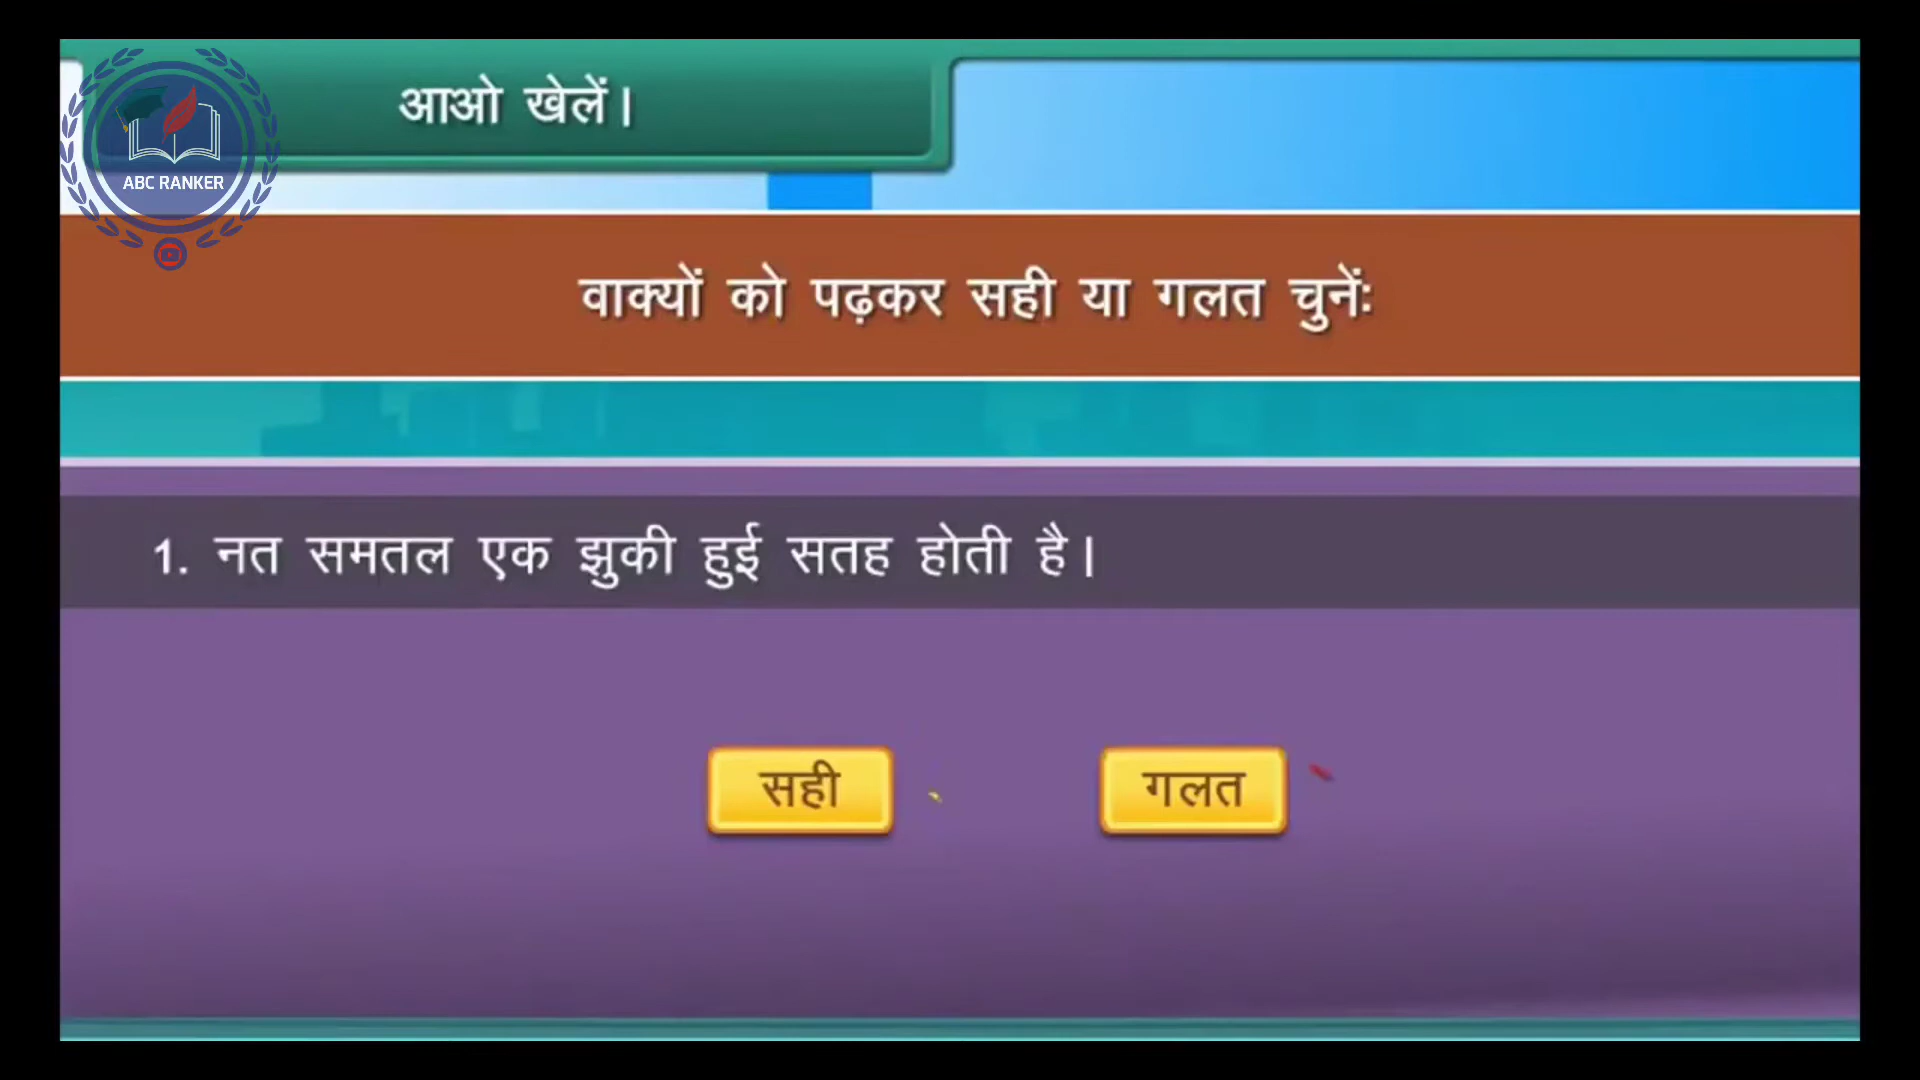 आओ खेलें।
ABC RANKER
वाक्यों को पढ़कर सही या गलत चुनेंः
1. नत समतल एक झुकी हुई सतह होती है।
सही
गलत